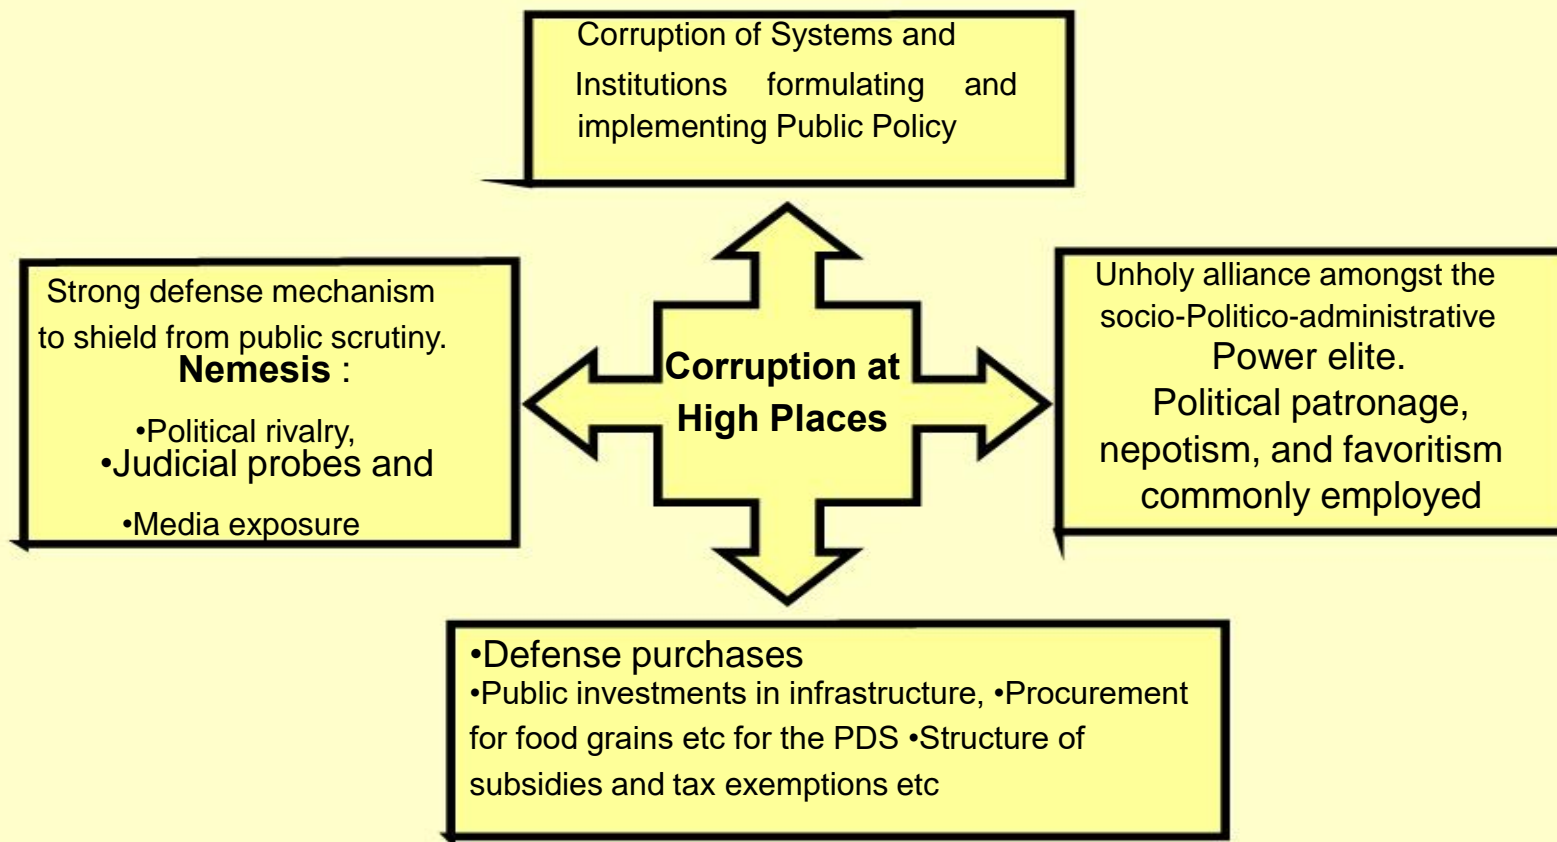 Corruption of Systems and
Institutions formulating and
implementing Public Policy
Strong defense mechanism
to shield from public scrutiny.
Nemesis :
•Political rivalry,
•Judicial probes and
•Media exposure
Corruption at
High Places
Unholy alliance amongst the
socio-Politico-administrative
Power elite.
Political patronage,
nepotism, and favoritism
commonly employed
•Defense purchases
•Public investments in infrastructure, •Procurement
for food grains etc for the PDS •Structure of
subsidies and tax exemptions etc